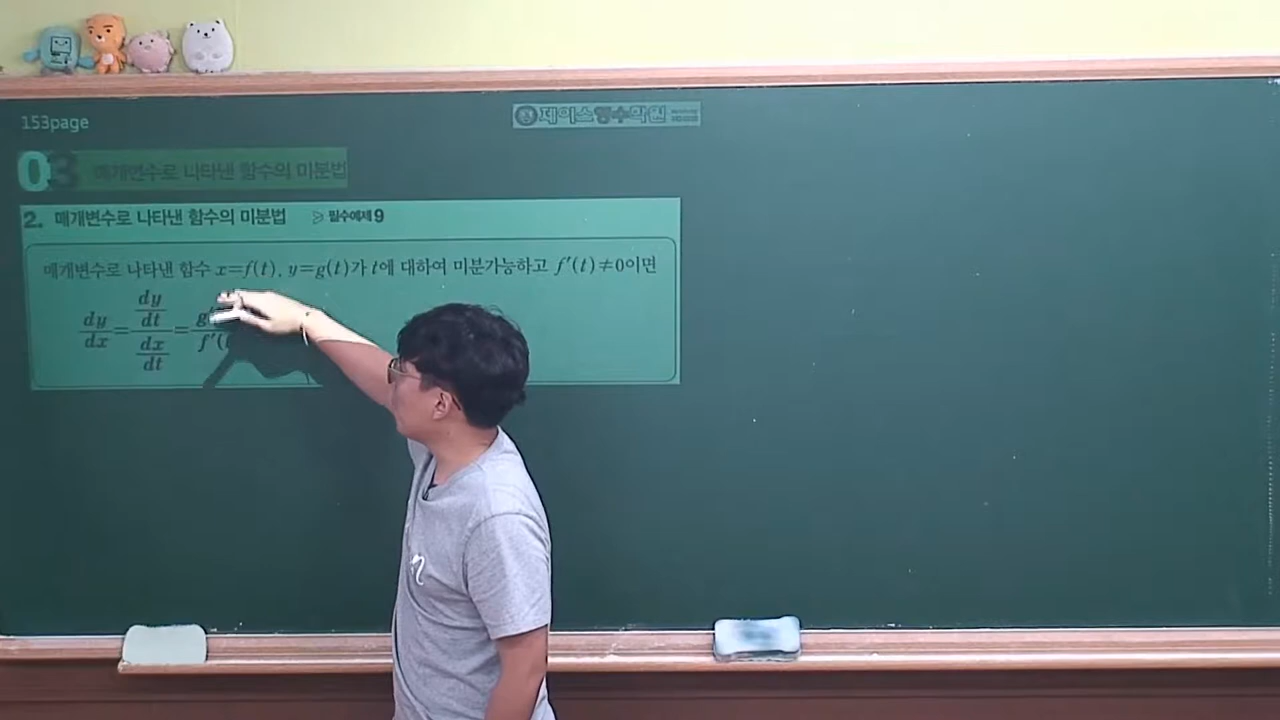 153page
제이스영수학원
03 매개변수로 나타낸 함수의 미분법
2. 매개변수로 나타낸 함수의 미분법 ▷ 필수예제 9
매개변수로 나타낸 함수 x=f(t), y=g(t)가 t에 대하여 미분가능하고 f′(t)≠0이면
dy/dx = (dy/dt)/(dx/dt) = g/f′(